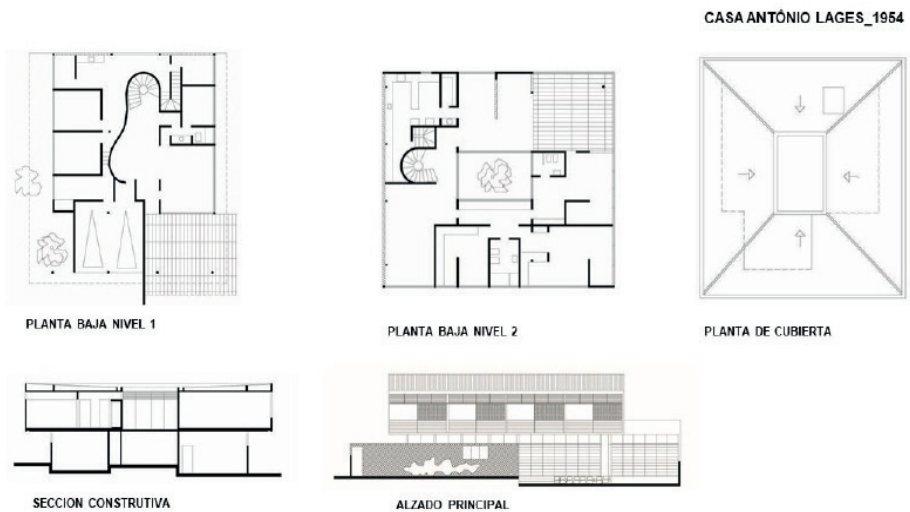 CASA ANTÔNIO LAGES_1954
PLANTA BAJA NIVEL 1
PLANTA BAJA NIVEL 2
PLANTA DE CUBIERTA
SECCION CONSTRUTIVA
ALZADO PRINCIPAL